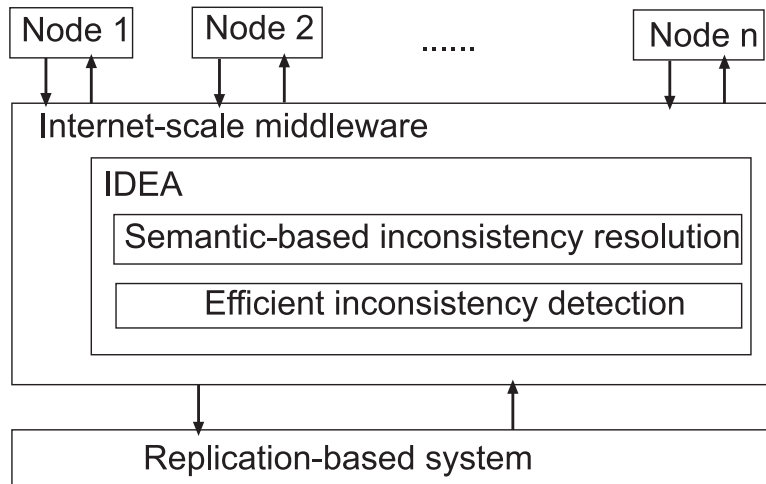 Node 1
Node 2
......
Node n
Internet-scale middleware
IDEA
Semantic-based inconsistency resolution
Efficient inconsistency detection
Replication-based system